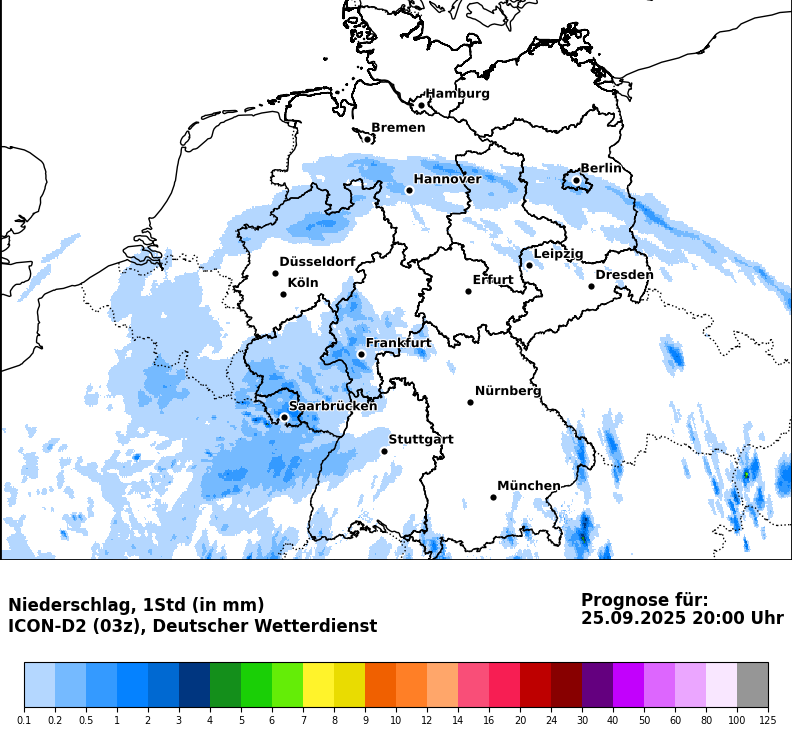 Hamburg
Bremen
Berlin
Hannover
Leipzig
Düsseldorf
Dresden
Köln
Erfurt
Frankfurt
Nürnberg
Saarbrücken
Stuttgart
München
Niederschlag, 1Std (in mm)
ICON-D2 (03z), Deutscher Wetterdienst
Prognose für:
25.09.2025 20:00 Uhr
0.1 0.2 0.5 1 2 3 4 5 6 7 8 9 10 12 14 16 20 24 30 40 50 60 80 100 125